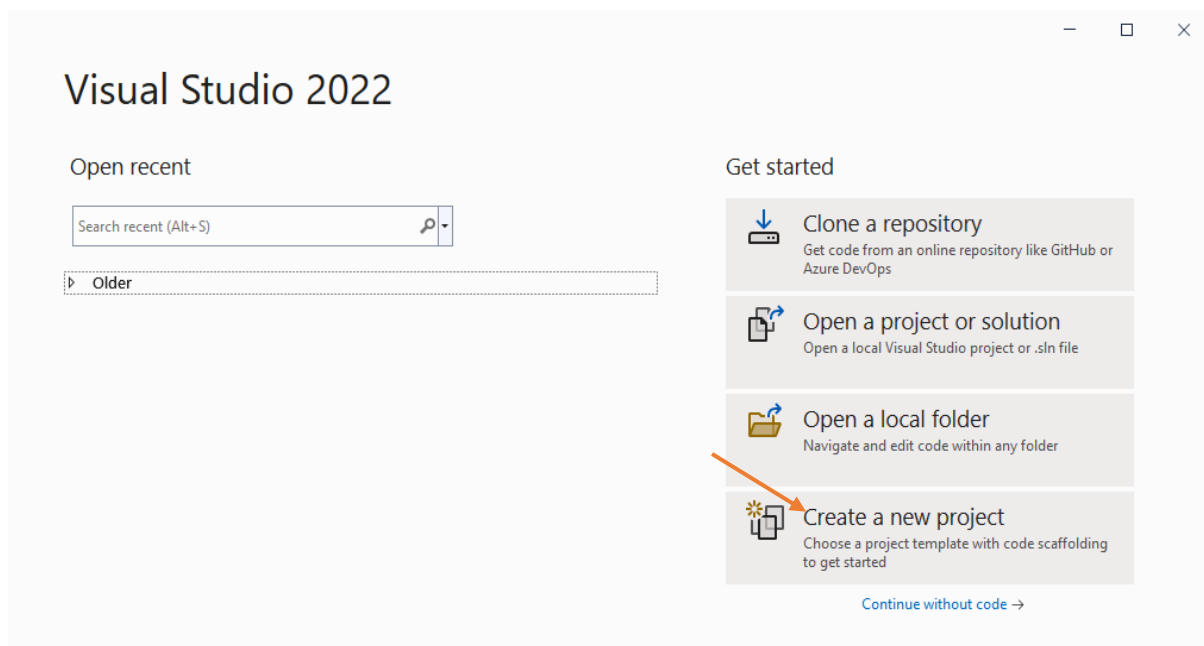 Visual Studio 2022
Open recent
Search recent (Alt+S)
Older
Get started
Clone a repository
Get code from an online repository like GitHub or
Azure DevOps
Open a project or solution
Open a local Visual Studio project or .sln file
Open a local folder
Navigate and edit code within any folder
Create a new project
Choose a project template with code scaffolding
to get started
Continue without code →